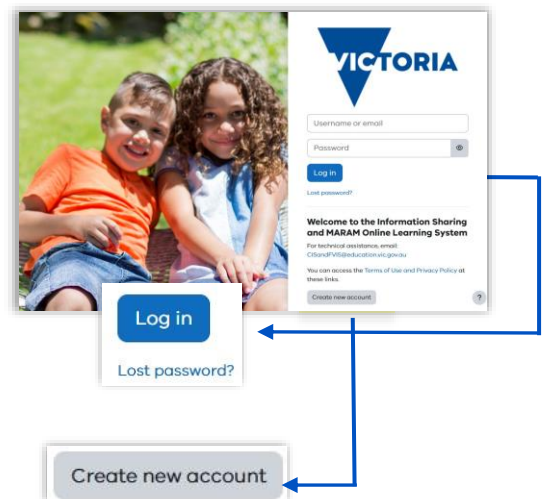 VICTORIA
Username or email
Password
Log in
Lost password?
Welcome to the Information Sharing
and MARAM Online Learning System
For technical assistance, email:
CISandFVIS@education.vic.gov.au
You can access the Terms of Use and Privacy Policy at
these links.
Create new account
?
Log in
Lost password?
Create new account